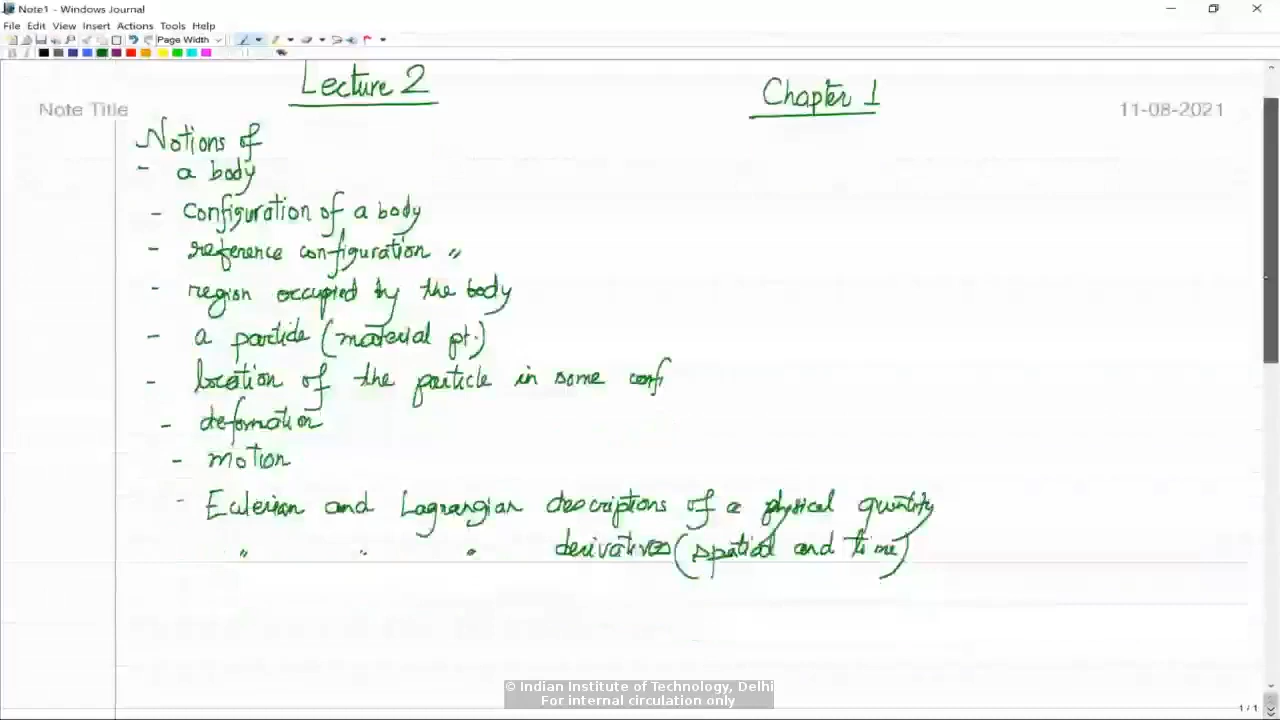 Note1 - Windows Journal
File Edit View Insert Actions Tools Help
Page Width
Lecture 2
Chapter 1
Note Title
11-08-2021
Notions of
- a body
- Configuration of a body
- reference configuration "
- region occupied by the body
- a particle (material pt.)
- location of the particle in some conf
- deformation
- motion
- Eulerian and Lagrangian descriptions of a physical quantity
" " " derivatives (spatial and time)
© Indian Institute of Technology, Delhi
For internal circulation only
1 / 1